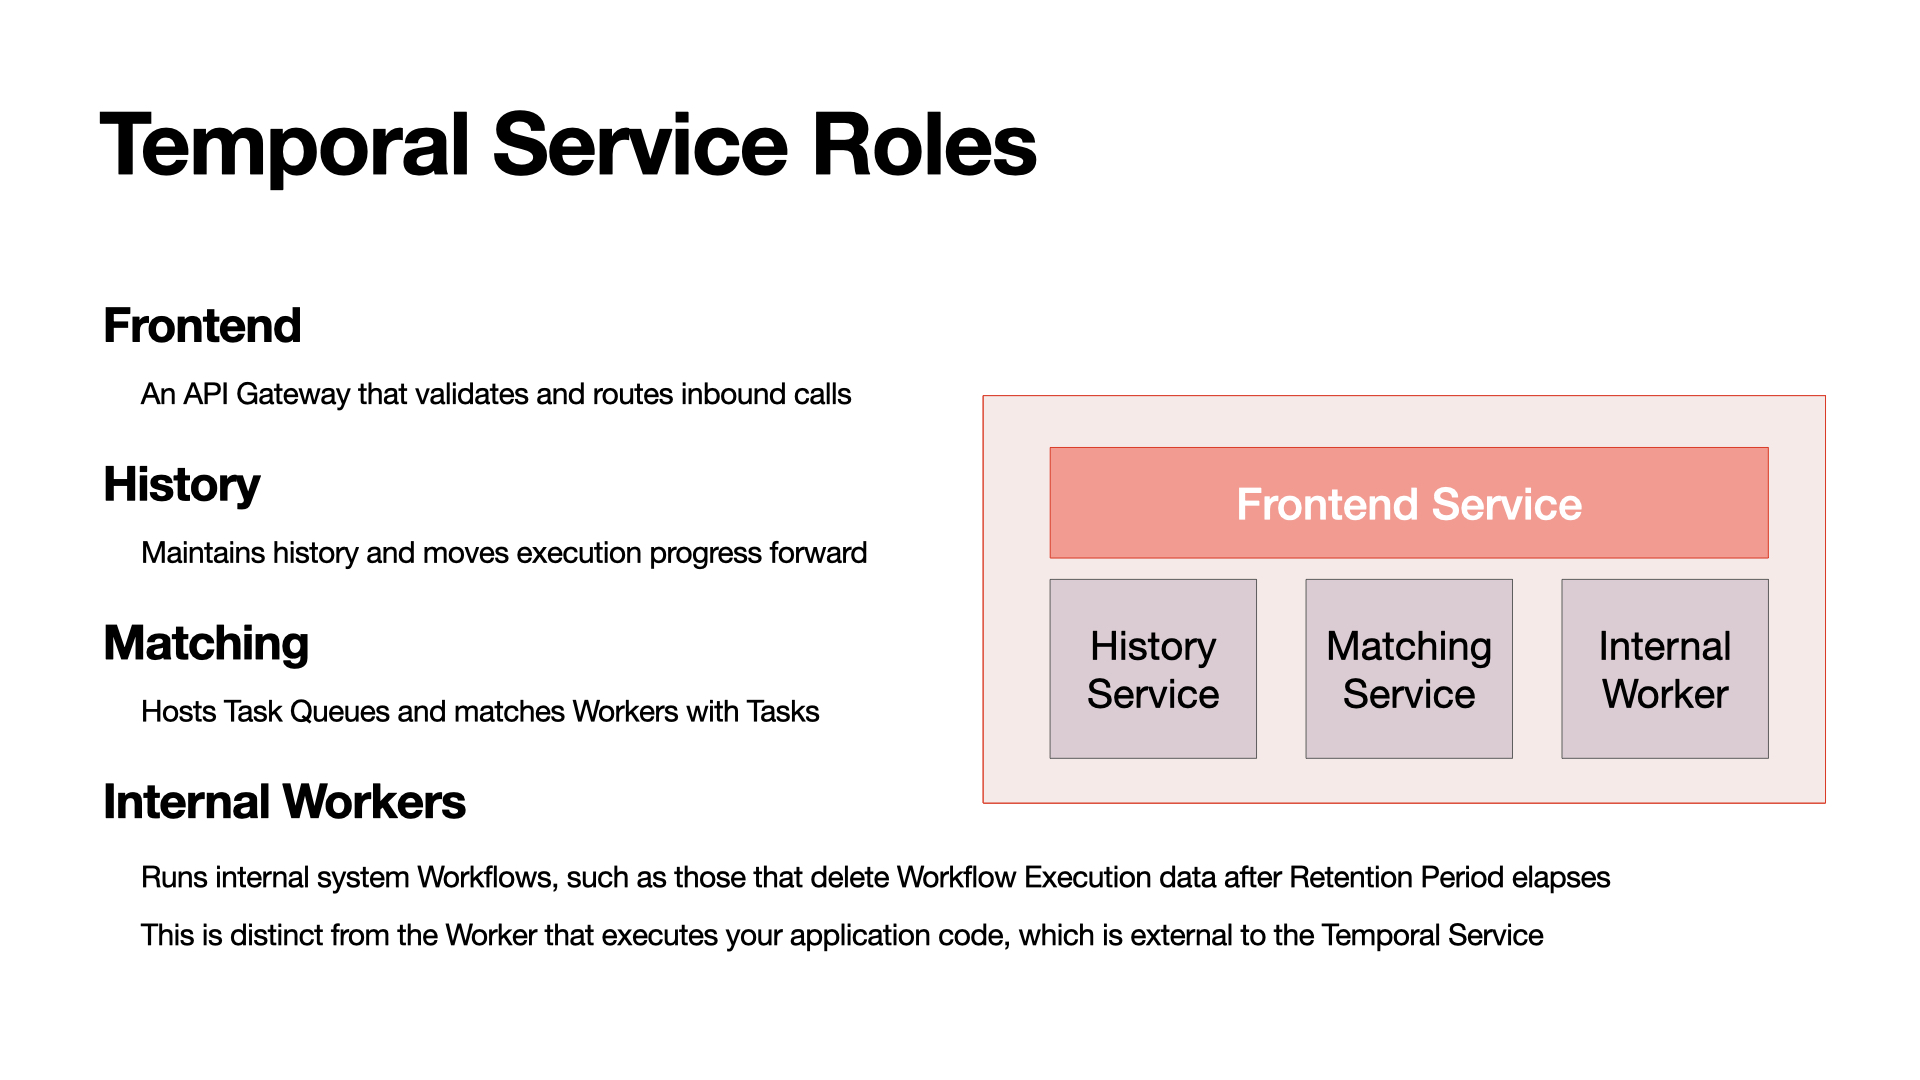 Temporal Service Roles
Frontend
An API Gateway that validates and routes inbound calls
History
Maintains history and moves execution progress forward
Matching
Hosts Task Queues and matches Workers with Tasks
Internal Workers
Runs internal system Workflows, such as those that delete Workflow Execution data after Retention Period elapses
This is distinct from the Worker that executes your application code, which is external to the Temporal Service
Frontend Service
History
Service
Matching
Service
Internal
Worker